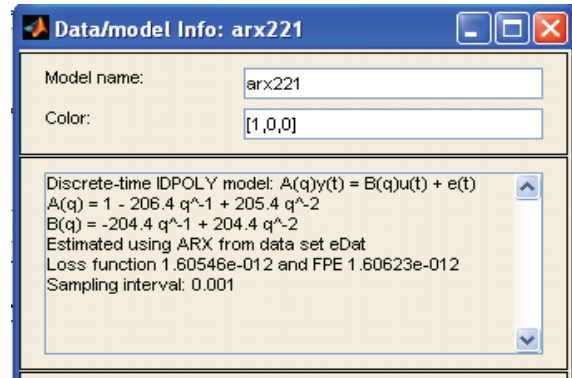 Data/model Info: arx221
Model name:
arx221
Color:
[1,0,0]
Discrete-time IDPOLY model: A(q)y(t) = B(q)u(t) + e(t)
A(q) = 1 - 206.4 q^-1 + 205.4 q^-2
B(q) = -204.4 q^-1 + 204.4 q^-2
Estimated using ARX from data set eDat
Loss function 1.60546e-012 and FPE 1.60623e-012
Sampling interval: 0.001